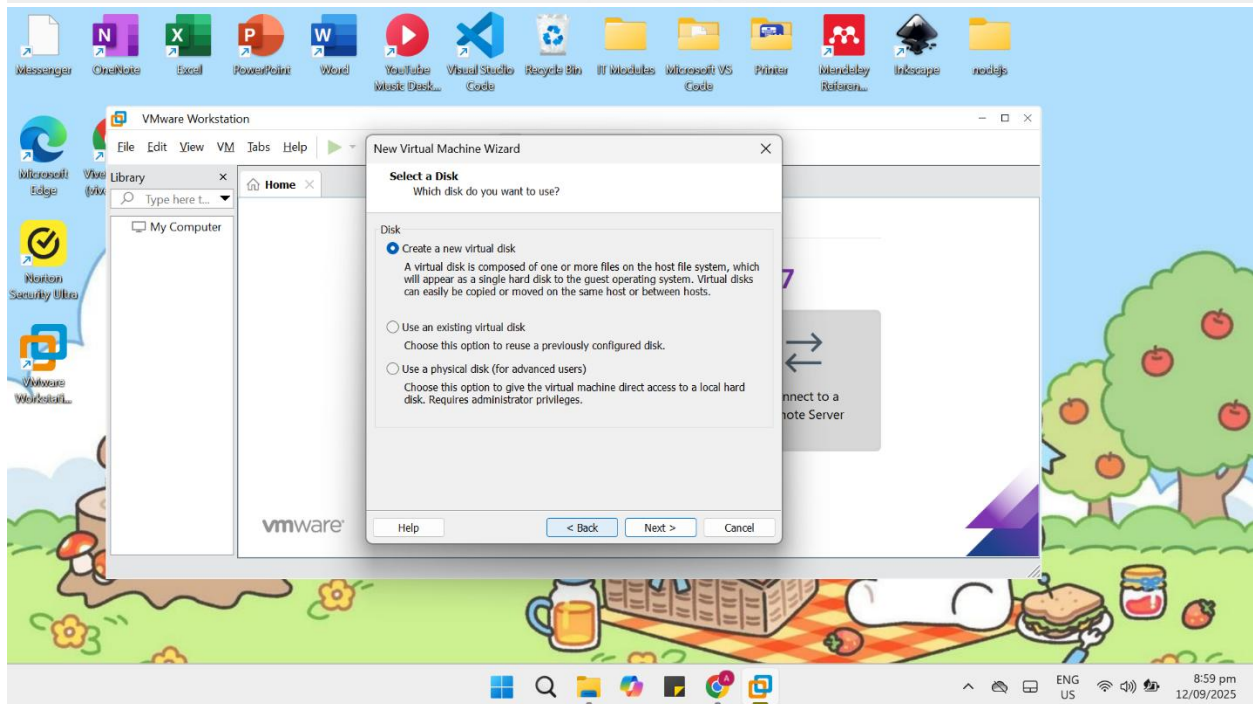 Messenger
OneNote
Excel
PowerPoint
Word
YouTube
Music Desk...
Visual Studio
Code
Recycle Bin
IT Modules
Microsoft VS
Code
Printer
Mendeley
Referen...
Inkscape
nodejs
Microsoft
Edge
Norton
Security Ultra
VMware
Workstati...
VMware Workstation
File Edit View VM Tabs Help
Library
Type here t...
My Computer
Home
New Virtual Machine Wizard
Select a Disk
Which disk do you want to use?
Disk
Create a new virtual disk
A virtual disk is composed of one or more files on the host file system, which
will appear as a single hard disk to the guest operating system. Virtual disks
can easily be copied or moved on the same host or between hosts.
Use an existing virtual disk
Choose this option to reuse a previously configured disk.
Use a physical disk (for advanced users)
Choose this option to give the virtual machine direct access to a local hard
disk. Requires administrator privileges.
Help
< Back
Next >
Cancel
7
nnect to a
note Server
vmware
ENG
US
8:59 pm
12/09/2025